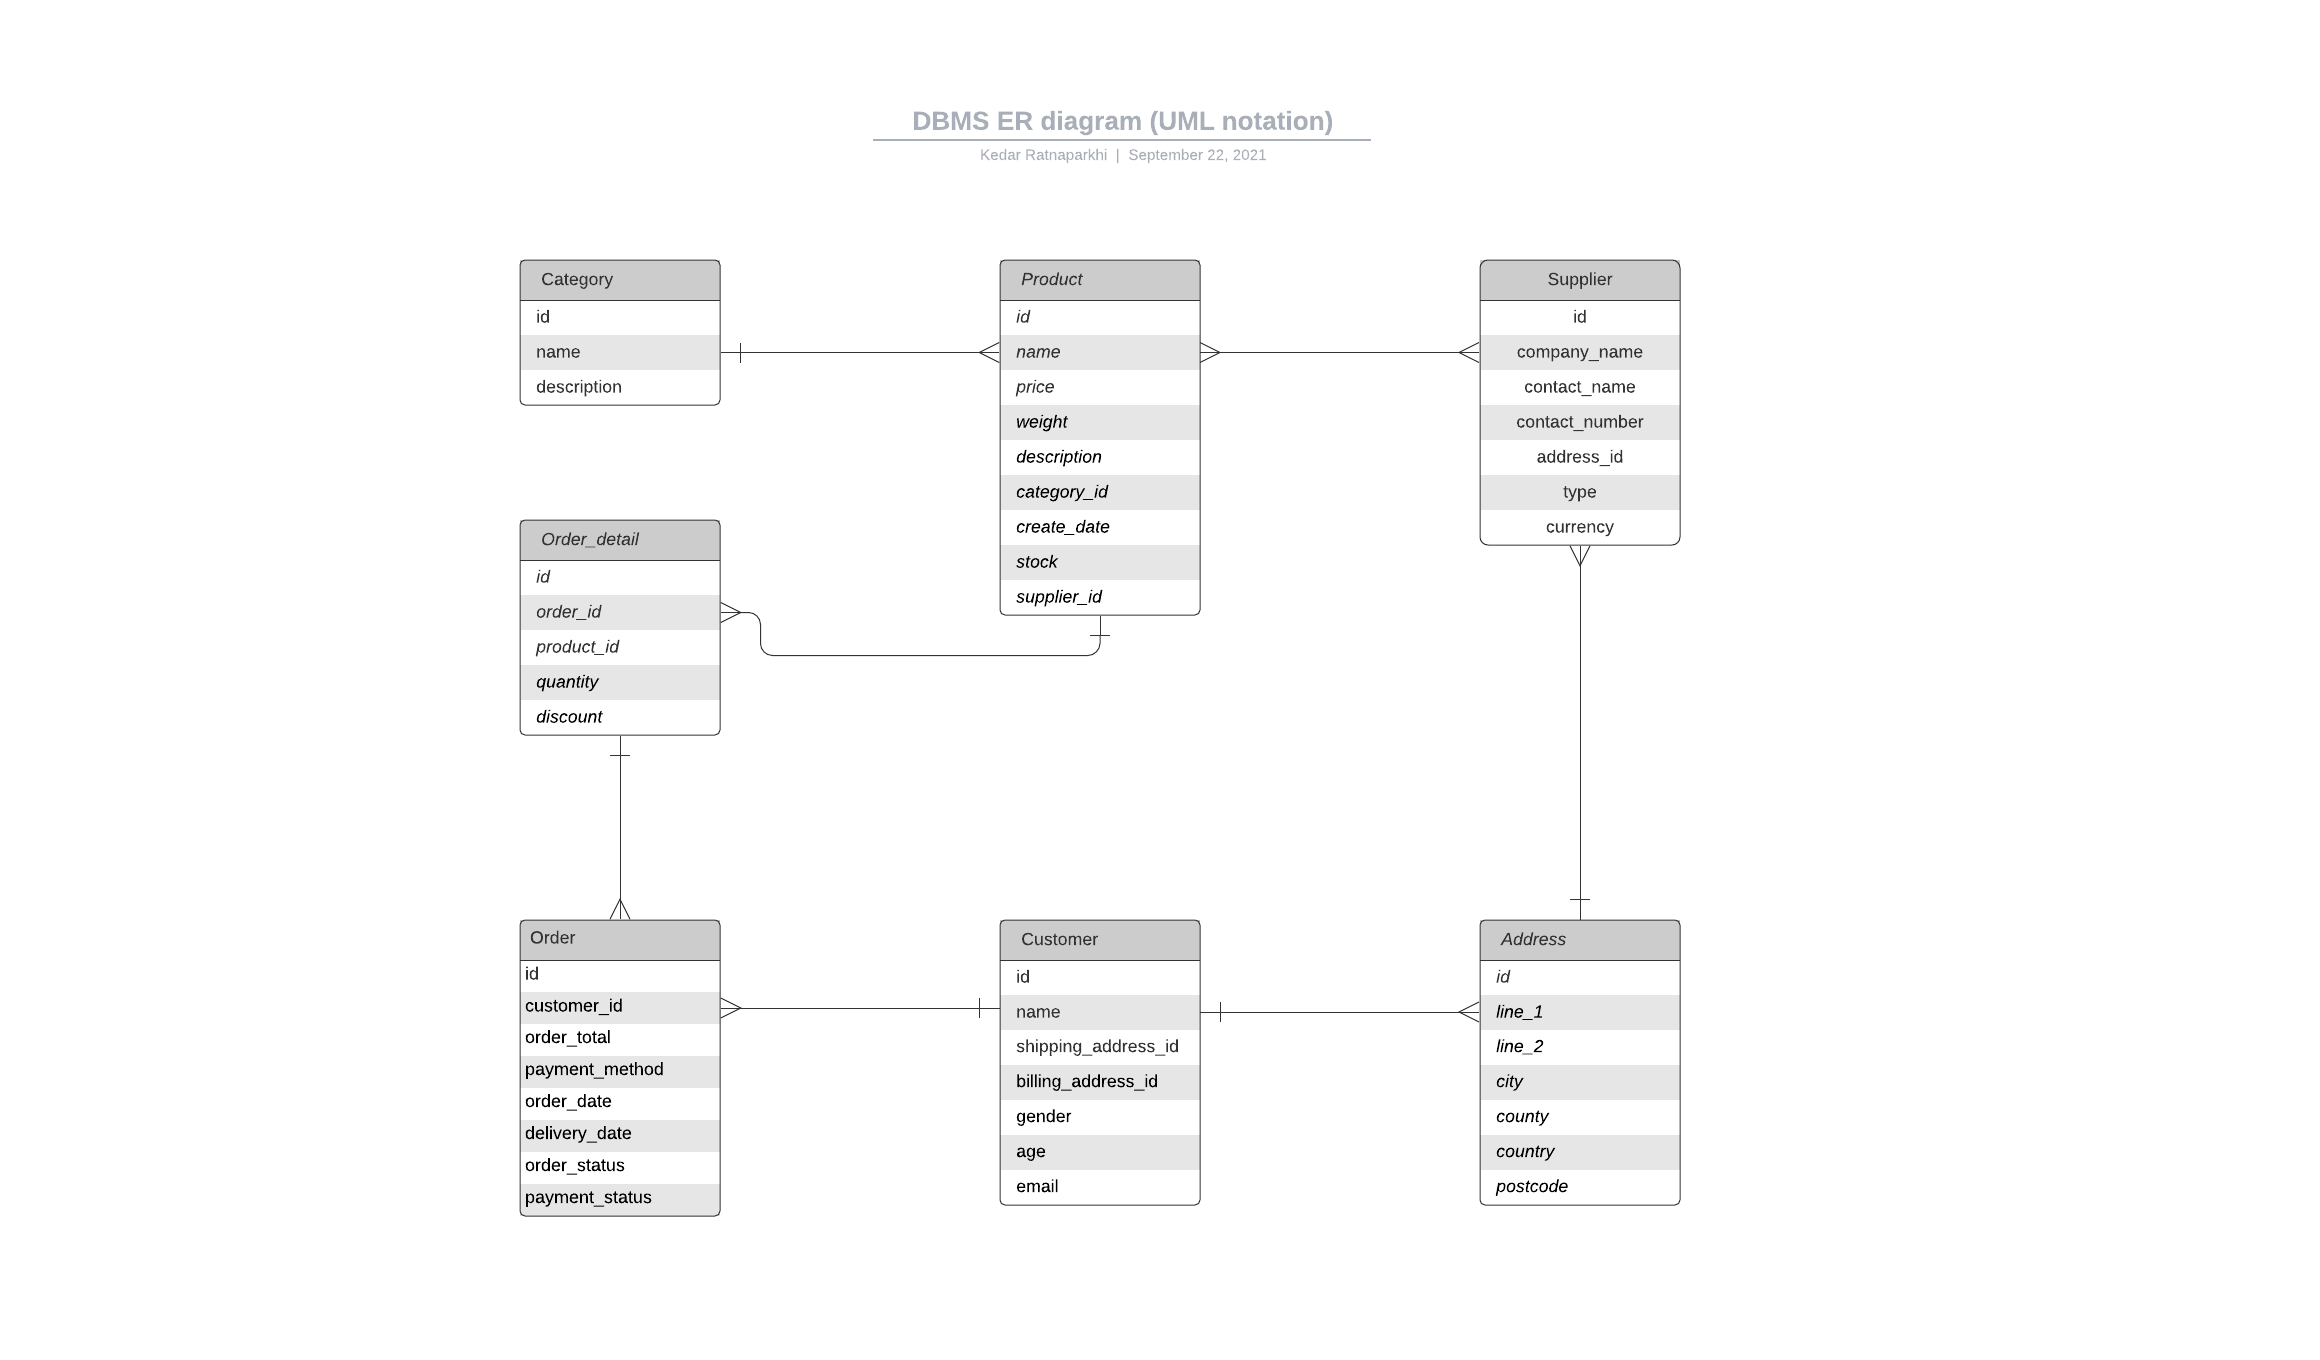 DBMS ER diagram (UML notation)
Kedar Ratnaparkhi | September 22, 2021
Category
id
name
description
Product
id
name
price
weight
description
category_id
create_date
stock
supplier_id
Supplier
id
company_name
contact_name
contact_number
address_id
type
currency
Order_detail
id
order_id
product_id
quantity
discount
Order
id
customer_id
order_total
payment_method
order_date
delivery_date
order_status
payment_status
Customer
id
name
shipping_address_id
billing_address_id
gender
age
email
Address
id
line_1
line_2
city
county
country
postcode